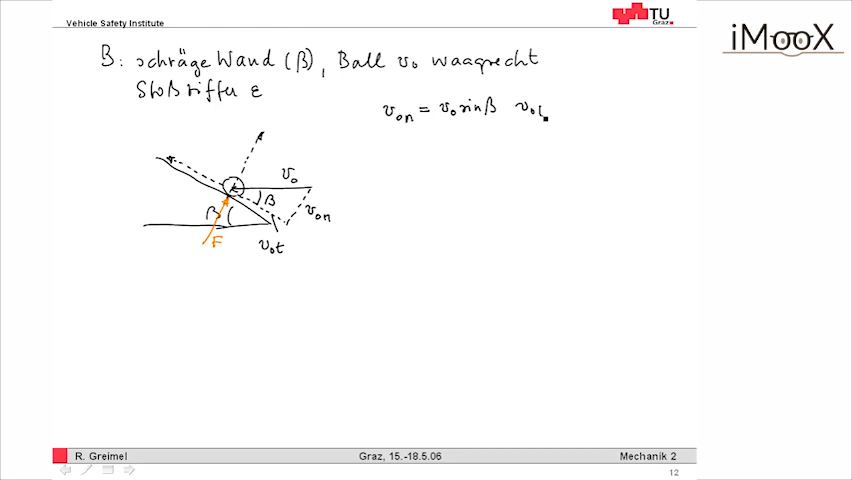 Vehicle Safety Institute
TU
Graz
iMooX
B: schräge Wand (β), Ball v₀ waagrecht
Stoßziffer ε
v₀ₙ = v₀ sinβ v₀t
v₀
β
v₀ₙ
β
F
v₀t
R. Greimel
Graz, 15.-18.5.06
Mechanik 2
12